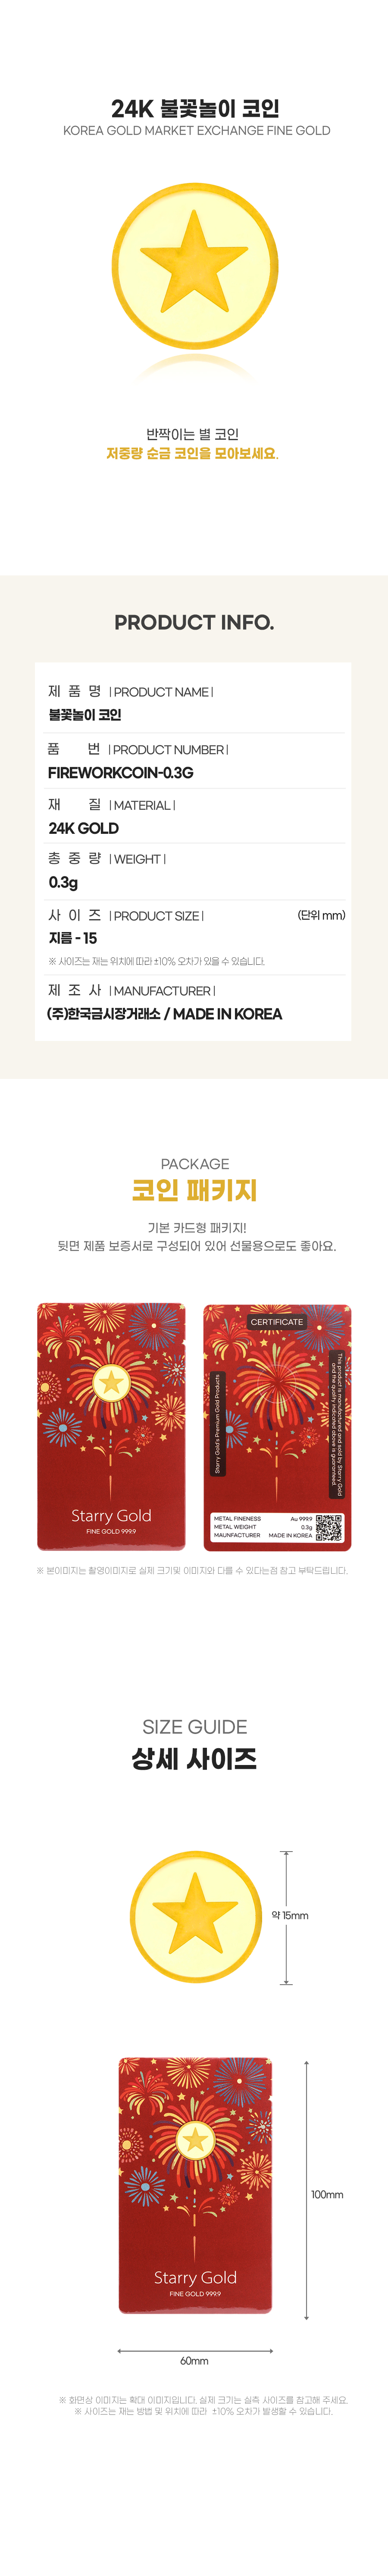 24K 불꽃놀이 코인
KOREA GOLD MARKET EXCHANGE FINE GOLD
반짝이는 별 코인
저중량 순금 코인을 모아보세요.
PRODUCT INFO.
제 품 명 | PRODUCT NAME |
불꽃놀이 코인
품 번 | PRODUCT NUMBER |
FIREWORKCOIN-0.3G
재 질 | MATERIAL |
24K GOLD
총 중 량 | WEIGHT |
0.3g
사 이 즈 | PRODUCT SIZE | (단위 mm)
지름 - 15
※ 사이즈는 재는 위치에 따라 ±10% 오차가 있을 수 있습니다.
제 조 사 | MANUFACTURER |
(주)한국금시장거래소 / MADE IN KOREA
PACKAGE
코인 패키지
기본 카드형 패키지!
뒷면 제품 보증서로 구성되어 있어 선물용으로도 좋아요.
Starry Gold
FINE GOLD 999.9
CERTIFICATE
Starry Gold's Premium Gold Products
This product is manufactured and sold by Starry Gold
and the quality indicated above is guaranteed.
METAL FINENESS Au 999.9
METAL WEIGHT 0.3g
MAUNFACTURER MADE IN KOREA
※ 본이미지는 촬영이미지로 실제 크기및 이미지와 다를 수 있다는점 참고 부탁드립니다.
SIZE GUIDE
상세 사이즈
약 15mm
100mm
Starry Gold
FINE GOLD 999.9
60mm
※ 화면상 이미지는 확대 이미지입니다. 실제 크기는 실측 사이즈를 참고해 주세요.
※ 사이즈는 재는 방법 및 위치에 따라 ±10% 오차가 발생할 수 있습니다.